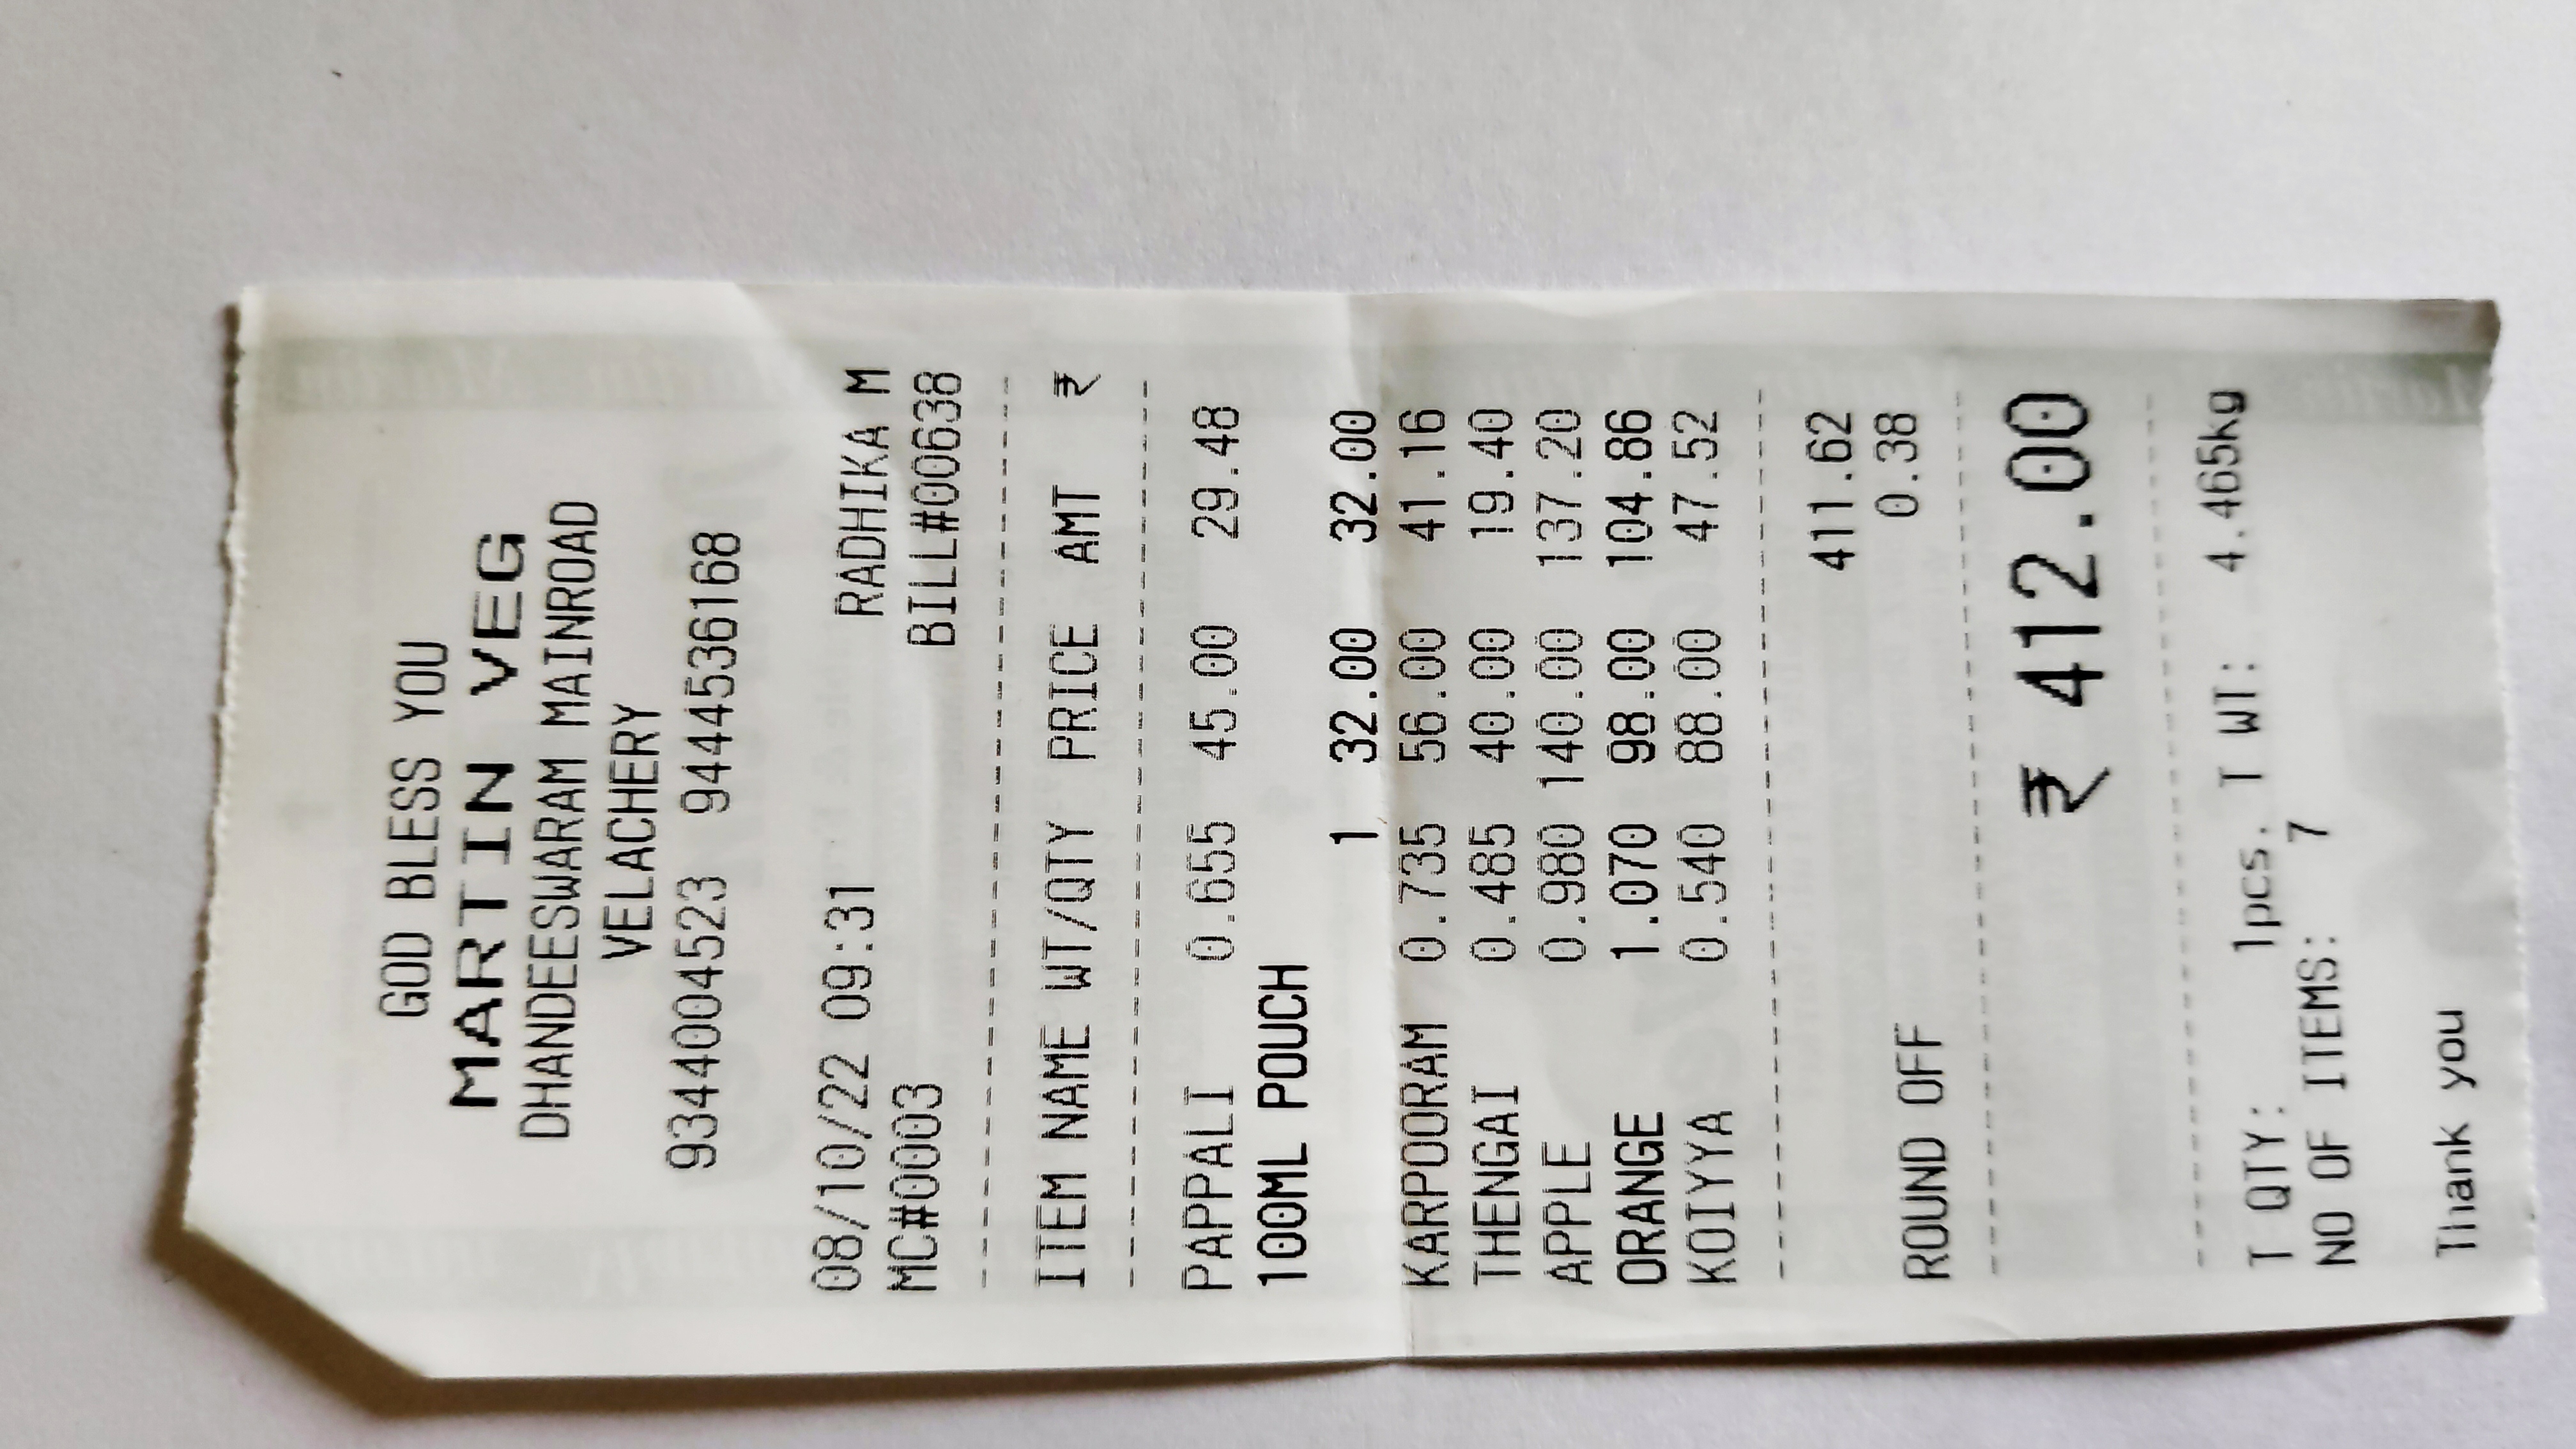 GOD BLESS YOU
MARTIN VEG
DHANDEESWARAM MAINROAD
VELACHERY
9344004523 9444536168
08/10/22 09:31 RADHIKA M
MC#0003 BILL#00638
ITEM NAME WT/QTY PRICE AMT ₹
PAPPALI 0.655 45.00 29.48
100ML POUCH
1 32.00 32.00
KARPOORAM 0.735 56.00 41.16
THENGAI 0.485 40.00 19.40
APPLE 0.980 140.00 137.20
ORANGE 1.070 98.00 104.86
KOIYYA 0.540 88.00 47.52
411.62
ROUND OFF 0.38
₹ 412.00
T QTY: 1pcs. T WT: 4.465kg
NO OF ITEMS: 7
Thank you